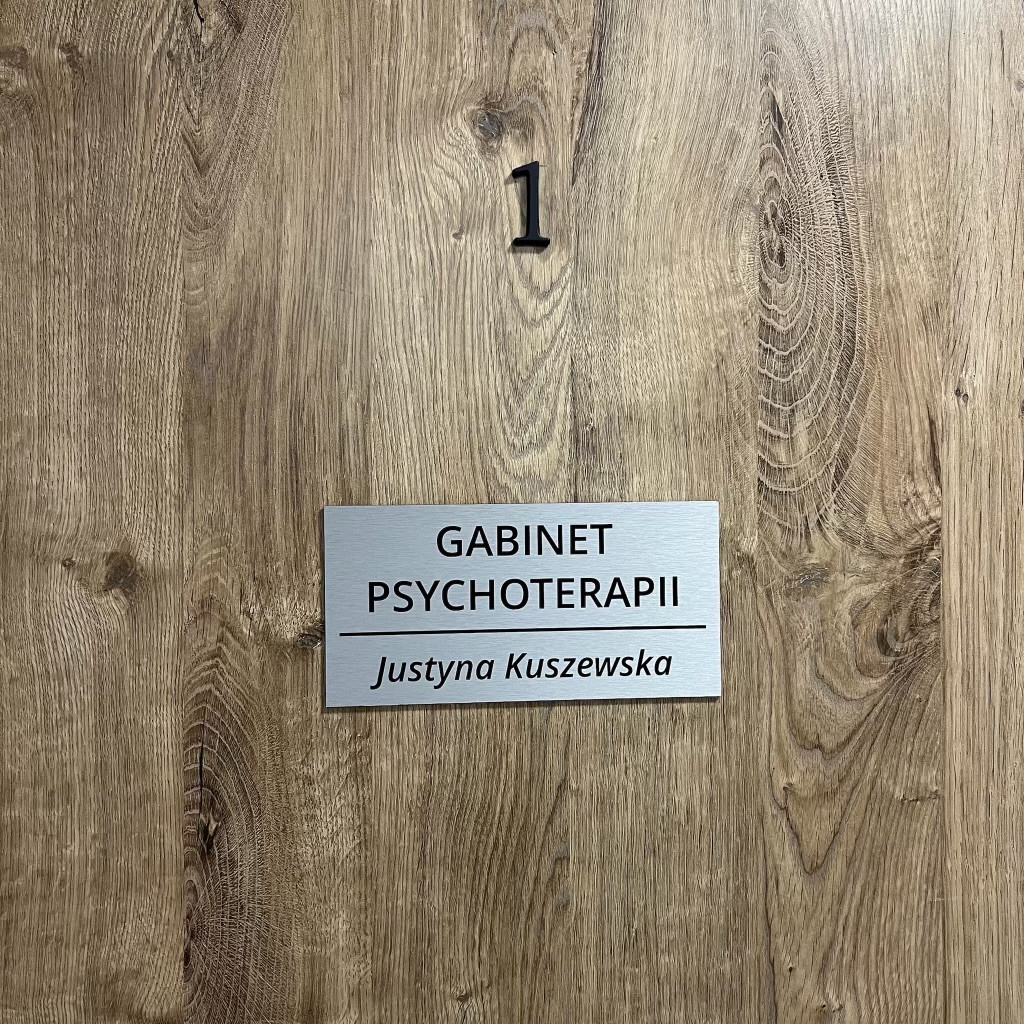 1
GABINET
PSYCHOTERAPII
Justyna Kuszewska